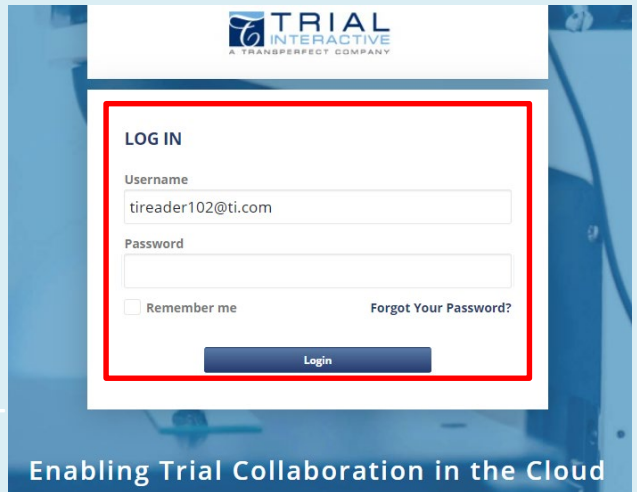 TRIAL
INTERACTIVE
A TRANSPERFECT COMPANY
LOG IN
Username
tireader102@ti.com
Password
Remember me
Forgot Your Password?
Login
Enabling Trial Collaboration in the Cloud